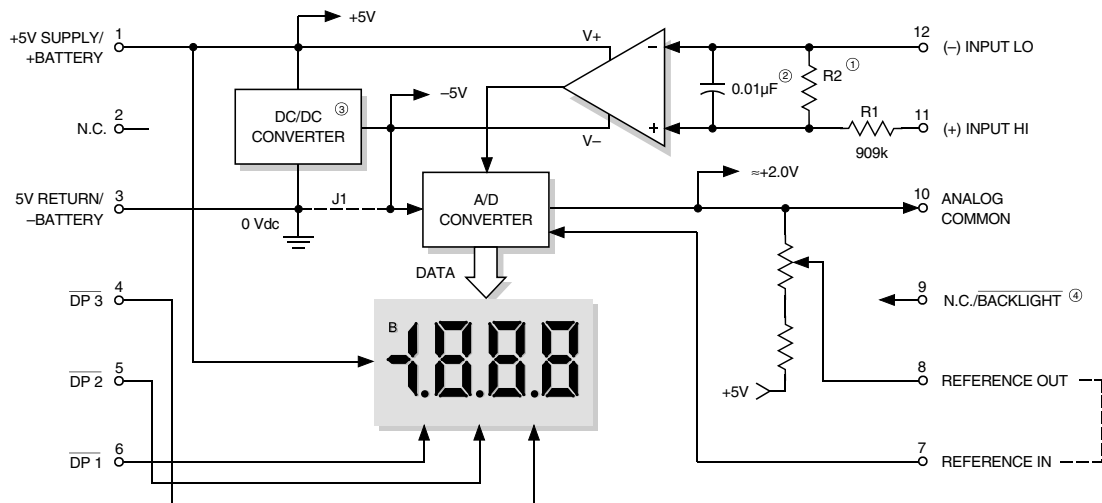 +5V
+5V SUPPLY/
+BATTERY
1
V+
12
(–) INPUT LO
–
0.01µF ②
R2 ①
DC/DC ③
CONVERTER
–5V
R1
909k
2
N.C.
+
11
(+) INPUT HI
V–
≈+2.0V
5V RETURN/
–BATTERY
3
J1
0 Vdc
A/D
CONVERTER
10
ANALOG
COMMON
DATA
DP 3
4
B
-1.8.8.8
9
N.C./BACKLIGHT ④
DP 2
5
+5V
8
REFERENCE OUT
DP 1
6
7
REFERENCE IN